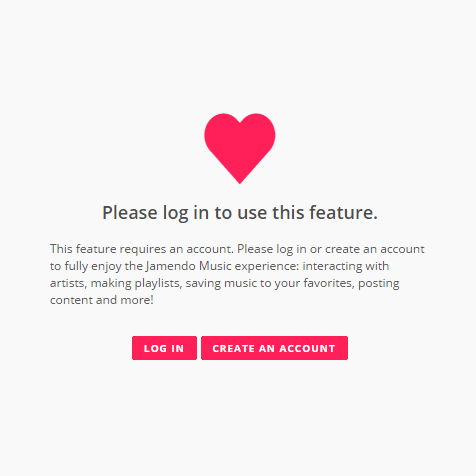 Please log in to use this feature.
This feature requires an account. Please log in or create an account
to fully enjoy the Jamendo Music experience: interacting with
artists, making playlists, saving music to your favorites, posting
content and more!
LOG IN CREATE AN ACCOUNT